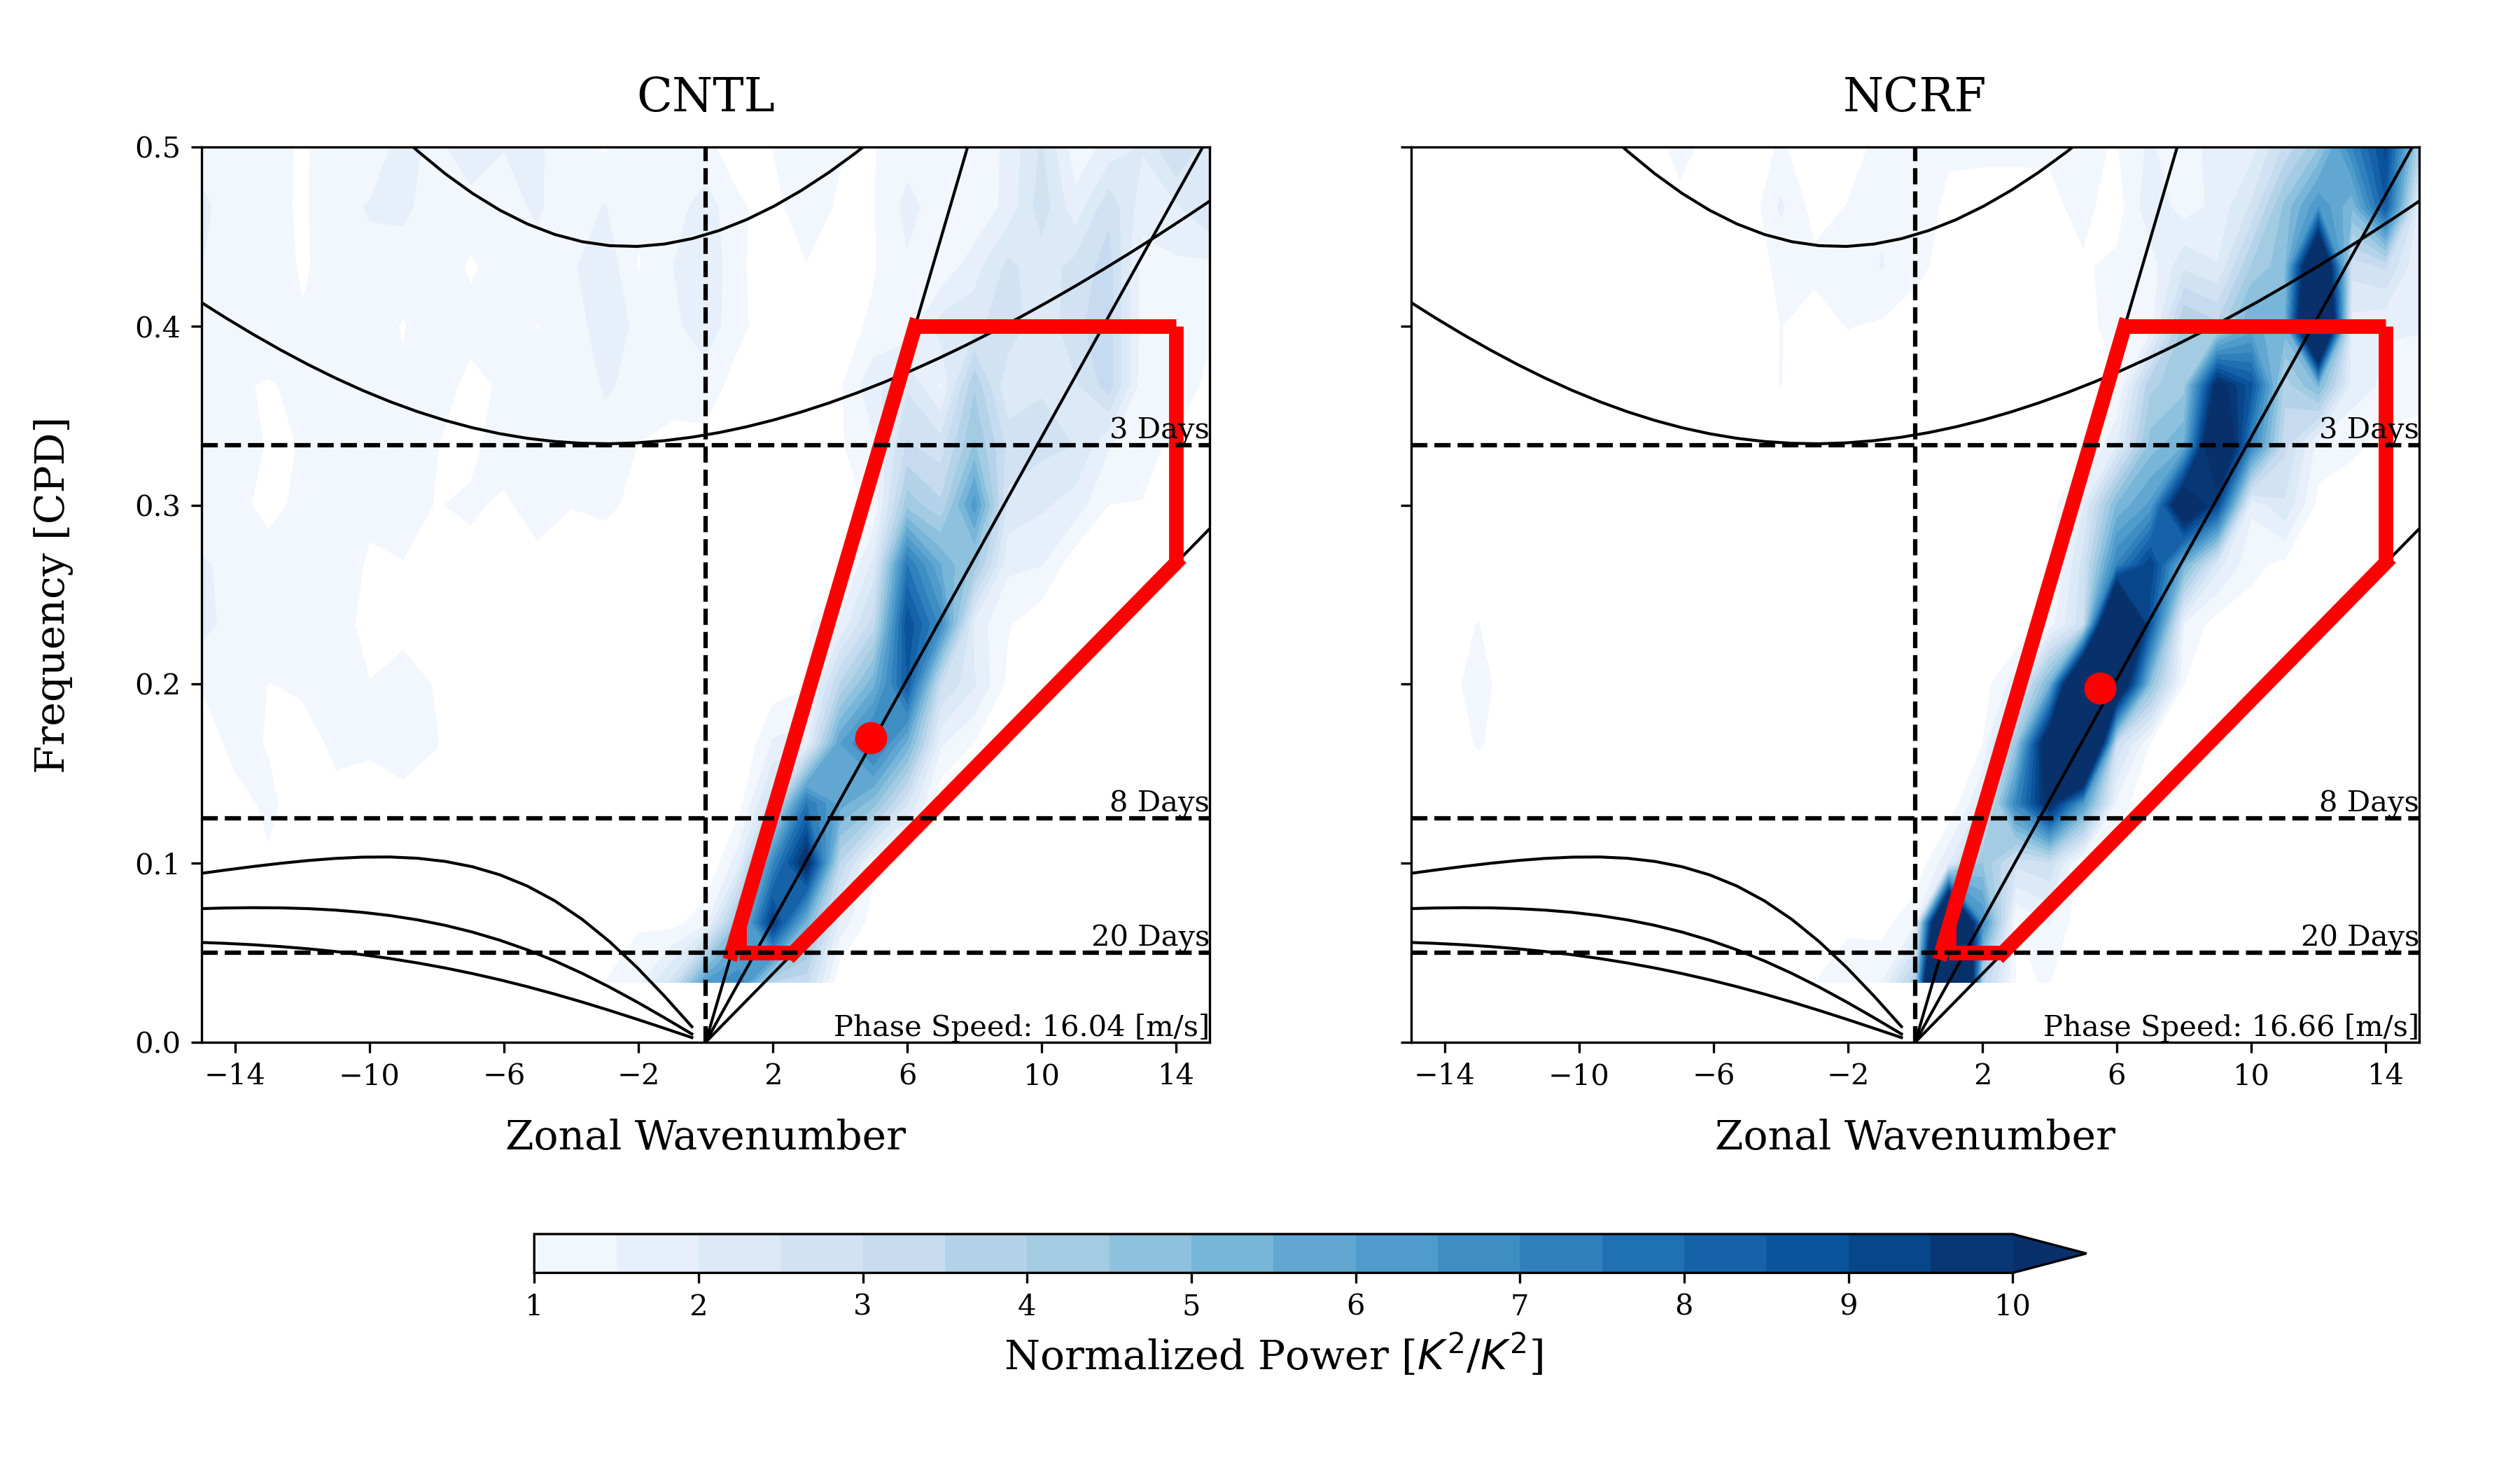 CNTL
NCRF
0.5
0.4
0.3
0.2
0.1
0.0
Frequency [CPD]
3 Days
8 Days
20 Days
Phase Speed: 16.04 [m/s]
3 Days
8 Days
20 Days
Phase Speed: 16.66 [m/s]
−14 −10 −6 −2 2 6 10 14
−14 −10 −6 −2 2 6 10 14
Zonal Wavenumber
Zonal Wavenumber
1 2 3 4 5 6 7 8 9 10
Normalized Power [K²/K²]